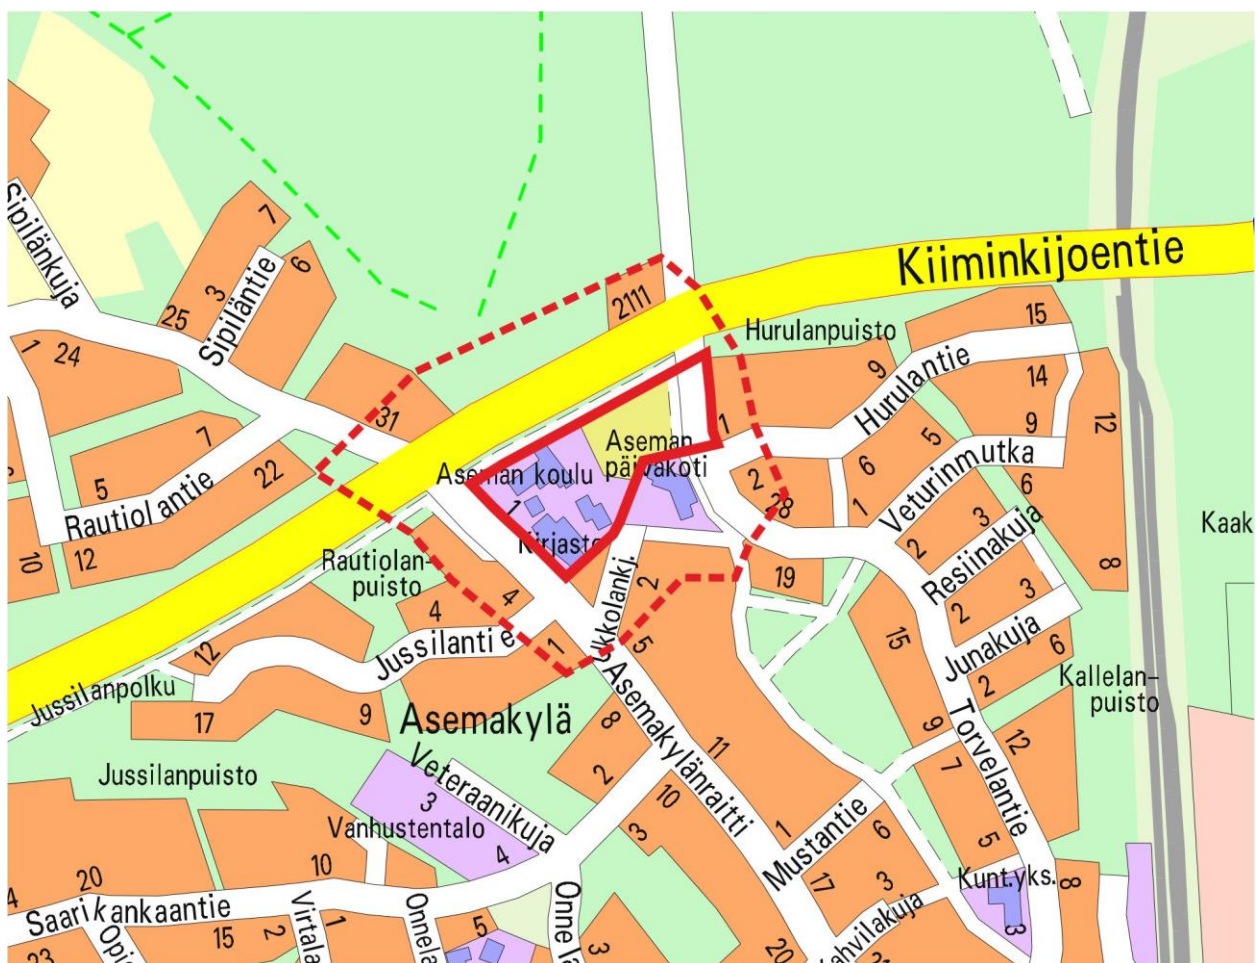 Kiiminkijoentie
Sipilänkuja
7
3
6
25
Sipiläntie
2111
Hurulanpuisto
15
1
24
31
9
Hurulantie
14
9
12
7
1
5
Aseman
päiväkoti
Veturinmutka
5
22
Aseman koulu
2
6
6
Rautiolantie
1
28
1
3
Kaak
10
12
Kirjasto
2
Resiinakuja
8
Rautiolan-
puisto
2
19
3
4
4
2
Junakuja
15
6
12
Jussilantie
1
5
2
Kallelan-
puisto
Jussilanpolku
17
9
Asemakylä
8
9
Torvelantie
12
11
7
Jussilanpuisto
Veteraanikuja
3
2
10
Asemakylänraitti
Vanhustentalo
3
1
Mustantie
6
5
4
10
20
17
3
Kunt.yks.
8
4
Saarikankaantie
Virtala
1
Onnela
5
Onnela
3
23
Opis
15
2
3
20